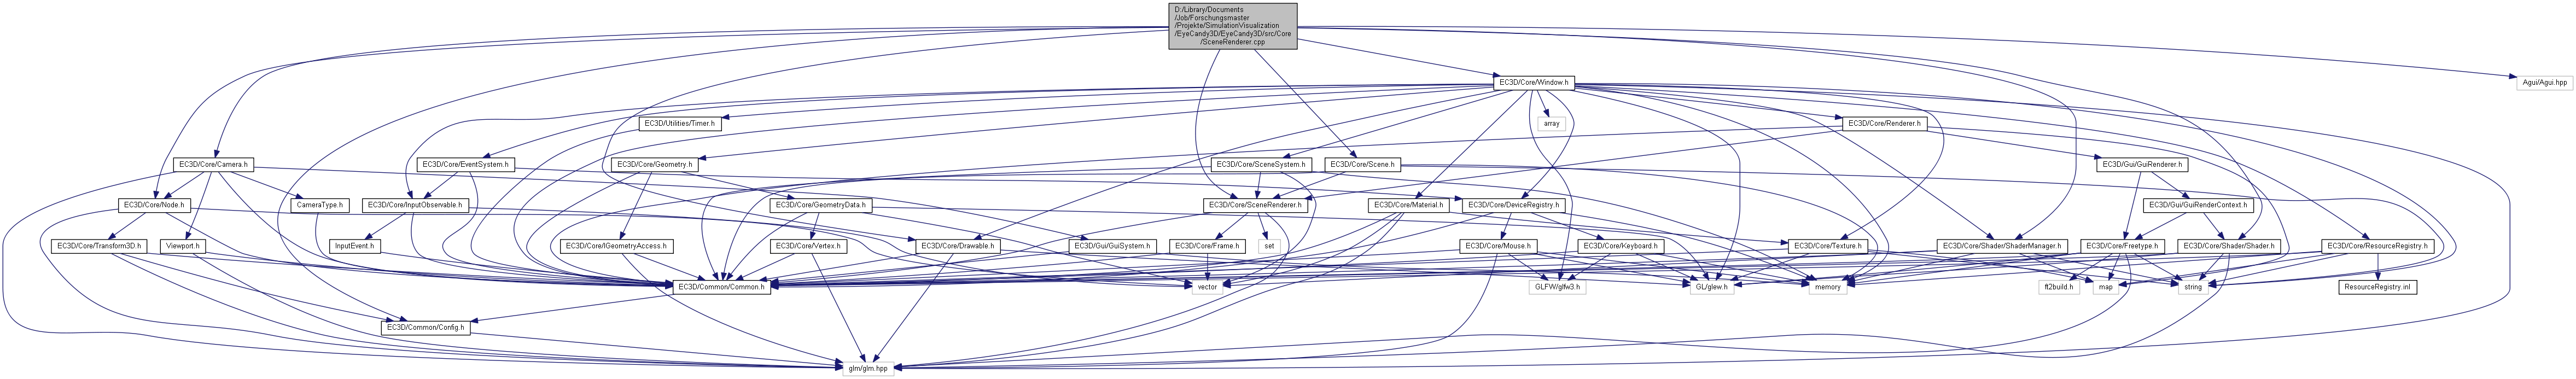 D:/Library/Documents
/Job/Forschungsmaster
/Projekte/SimulationVisualization
/EyeCandy3D/EyeCandy3D/src/Core
/SceneRenderer.cpp
EC3D/Core/Window.h
Agui/Agui.hpp
EC3D/Utilities/Timer.h
array
EC3D/Core/Renderer.h
EC3D/Core/Camera.h
EC3D/Core/EventSystem.h
EC3D/Core/Geometry.h
EC3D/Core/SceneSystem.h
EC3D/Core/Scene.h
EC3D/Gui/GuiRenderer.h
EC3D/Core/Node.h
CameraType.h
EC3D/Core/InputObservable.h
EC3D/Core/GeometryData.h
EC3D/Core/SceneRenderer.h
EC3D/Core/Material.h
EC3D/Core/DeviceRegistry.h
EC3D/Gui/GuiRenderContext.h
EC3D/Core/Transform3D.h
Viewport.h
InputEvent.h
EC3D/Core/IGeometryAccess.h
EC3D/Core/Vertex.h
EC3D/Core/Drawable.h
EC3D/Gui/GuiSystem.h
EC3D/Core/Frame.h
set
EC3D/Core/Mouse.h
EC3D/Core/Keyboard.h
EC3D/Core/Texture.h
EC3D/Core/Shader/ShaderManager.h
EC3D/Core/Freetype.h
EC3D/Core/Shader/Shader.h
EC3D/Core/ResourceRegistry.h
EC3D/Common/Common.h
vector
GLFW/glfw3.h
GL/glew.h
memory
ft2build.h
map
string
ResourceRegistry.inl
EC3D/Common/Config.h
glm/glm.hpp